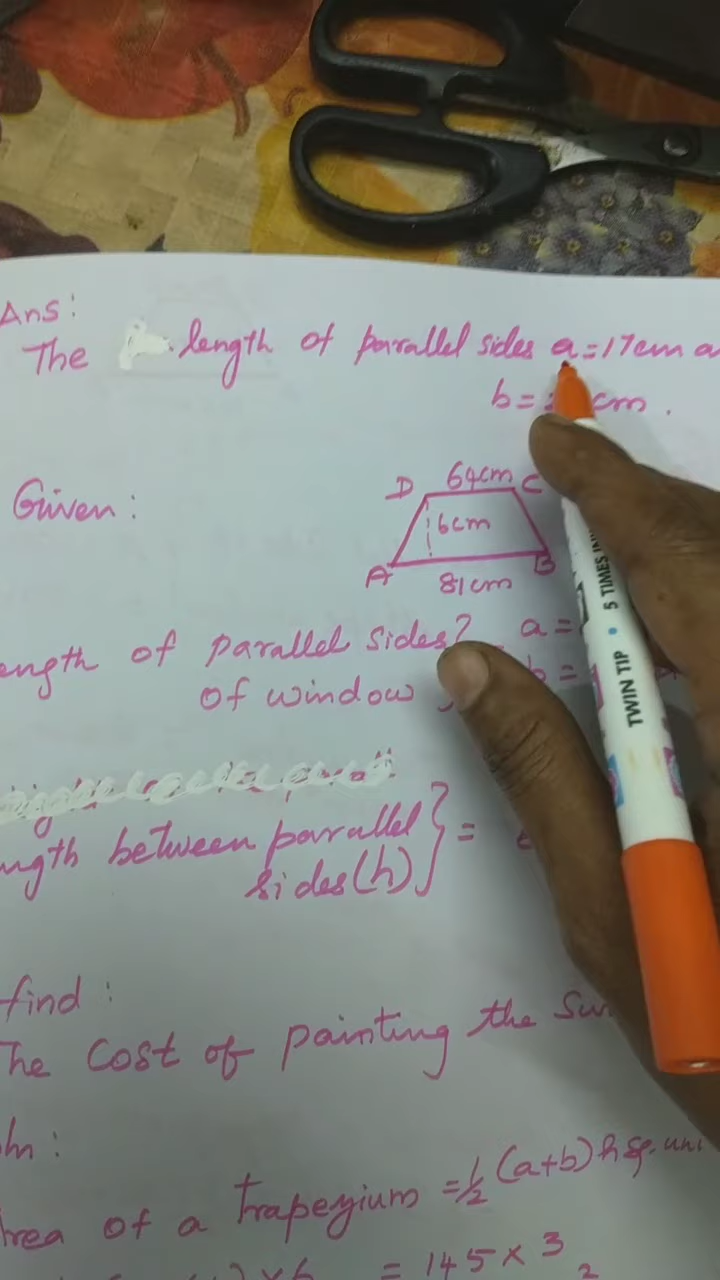 Ans:
The length of parallel sides a = 17cm
b = cm.
Given:
D 64cm C
6cm
A B
81cm
of parallel sides? a =
of window b =
between parallel } =
sides (h)
find:
The cost of painting the
Area of a Trapezium = 1/2 (a+b) h sq. uni
) x 6 = 145 x 3
2
TWIN TIP • 5 TIMES